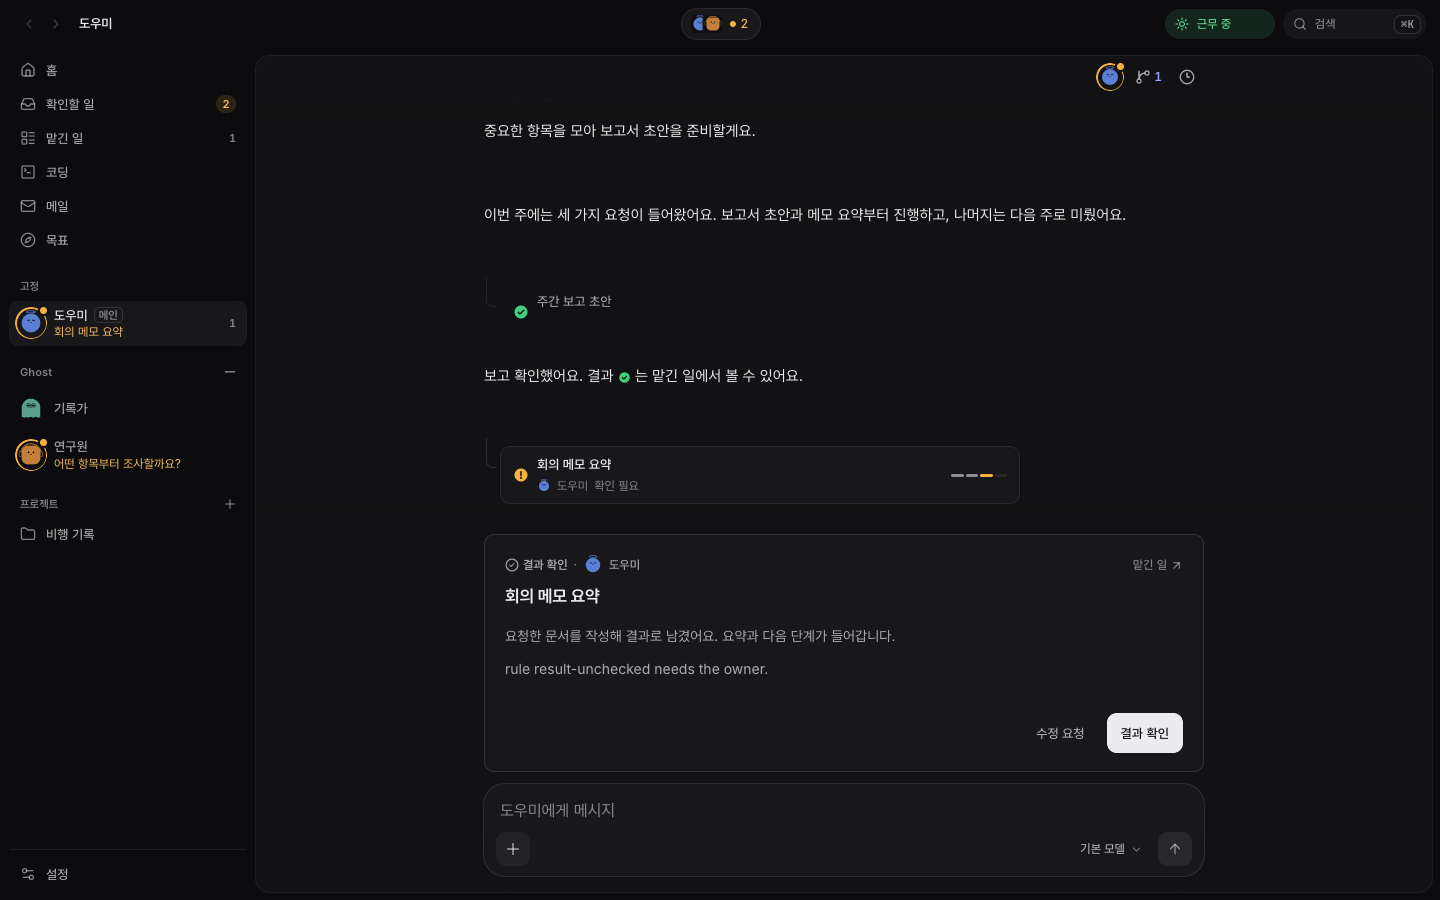 도우미
2
근무 중
검색
⌘K
홈
확인할 일
2
맡긴 일
1
코딩
메일
목표
고정
도우미 메인
회의 메모 요약
1
Ghost
기록가
연구원
어떤 항목부터 조사할까요?
프로젝트
비행 기록
설정
1
중요한 항목을 모아 보고서 초안을 준비할게요.
이번 주에는 세 가지 요청이 들어왔어요. 보고서 초안과 메모 요약부터 진행하고, 나머지는 다음 주로 미뤘어요.
주간 보고 초안
보고 확인했어요. 결과 는 맡긴 일에서 볼 수 있어요.
회의 메모 요약
도우미 확인 필요
결과 확인 · 도우미
맡긴 일
회의 메모 요약
요청한 문서를 작성해 결과로 남겼어요. 요약과 다음 단계가 들어갑니다.
rule result-unchecked needs the owner.
수정 요청
결과 확인
도우미에게 메시지
기본 모델